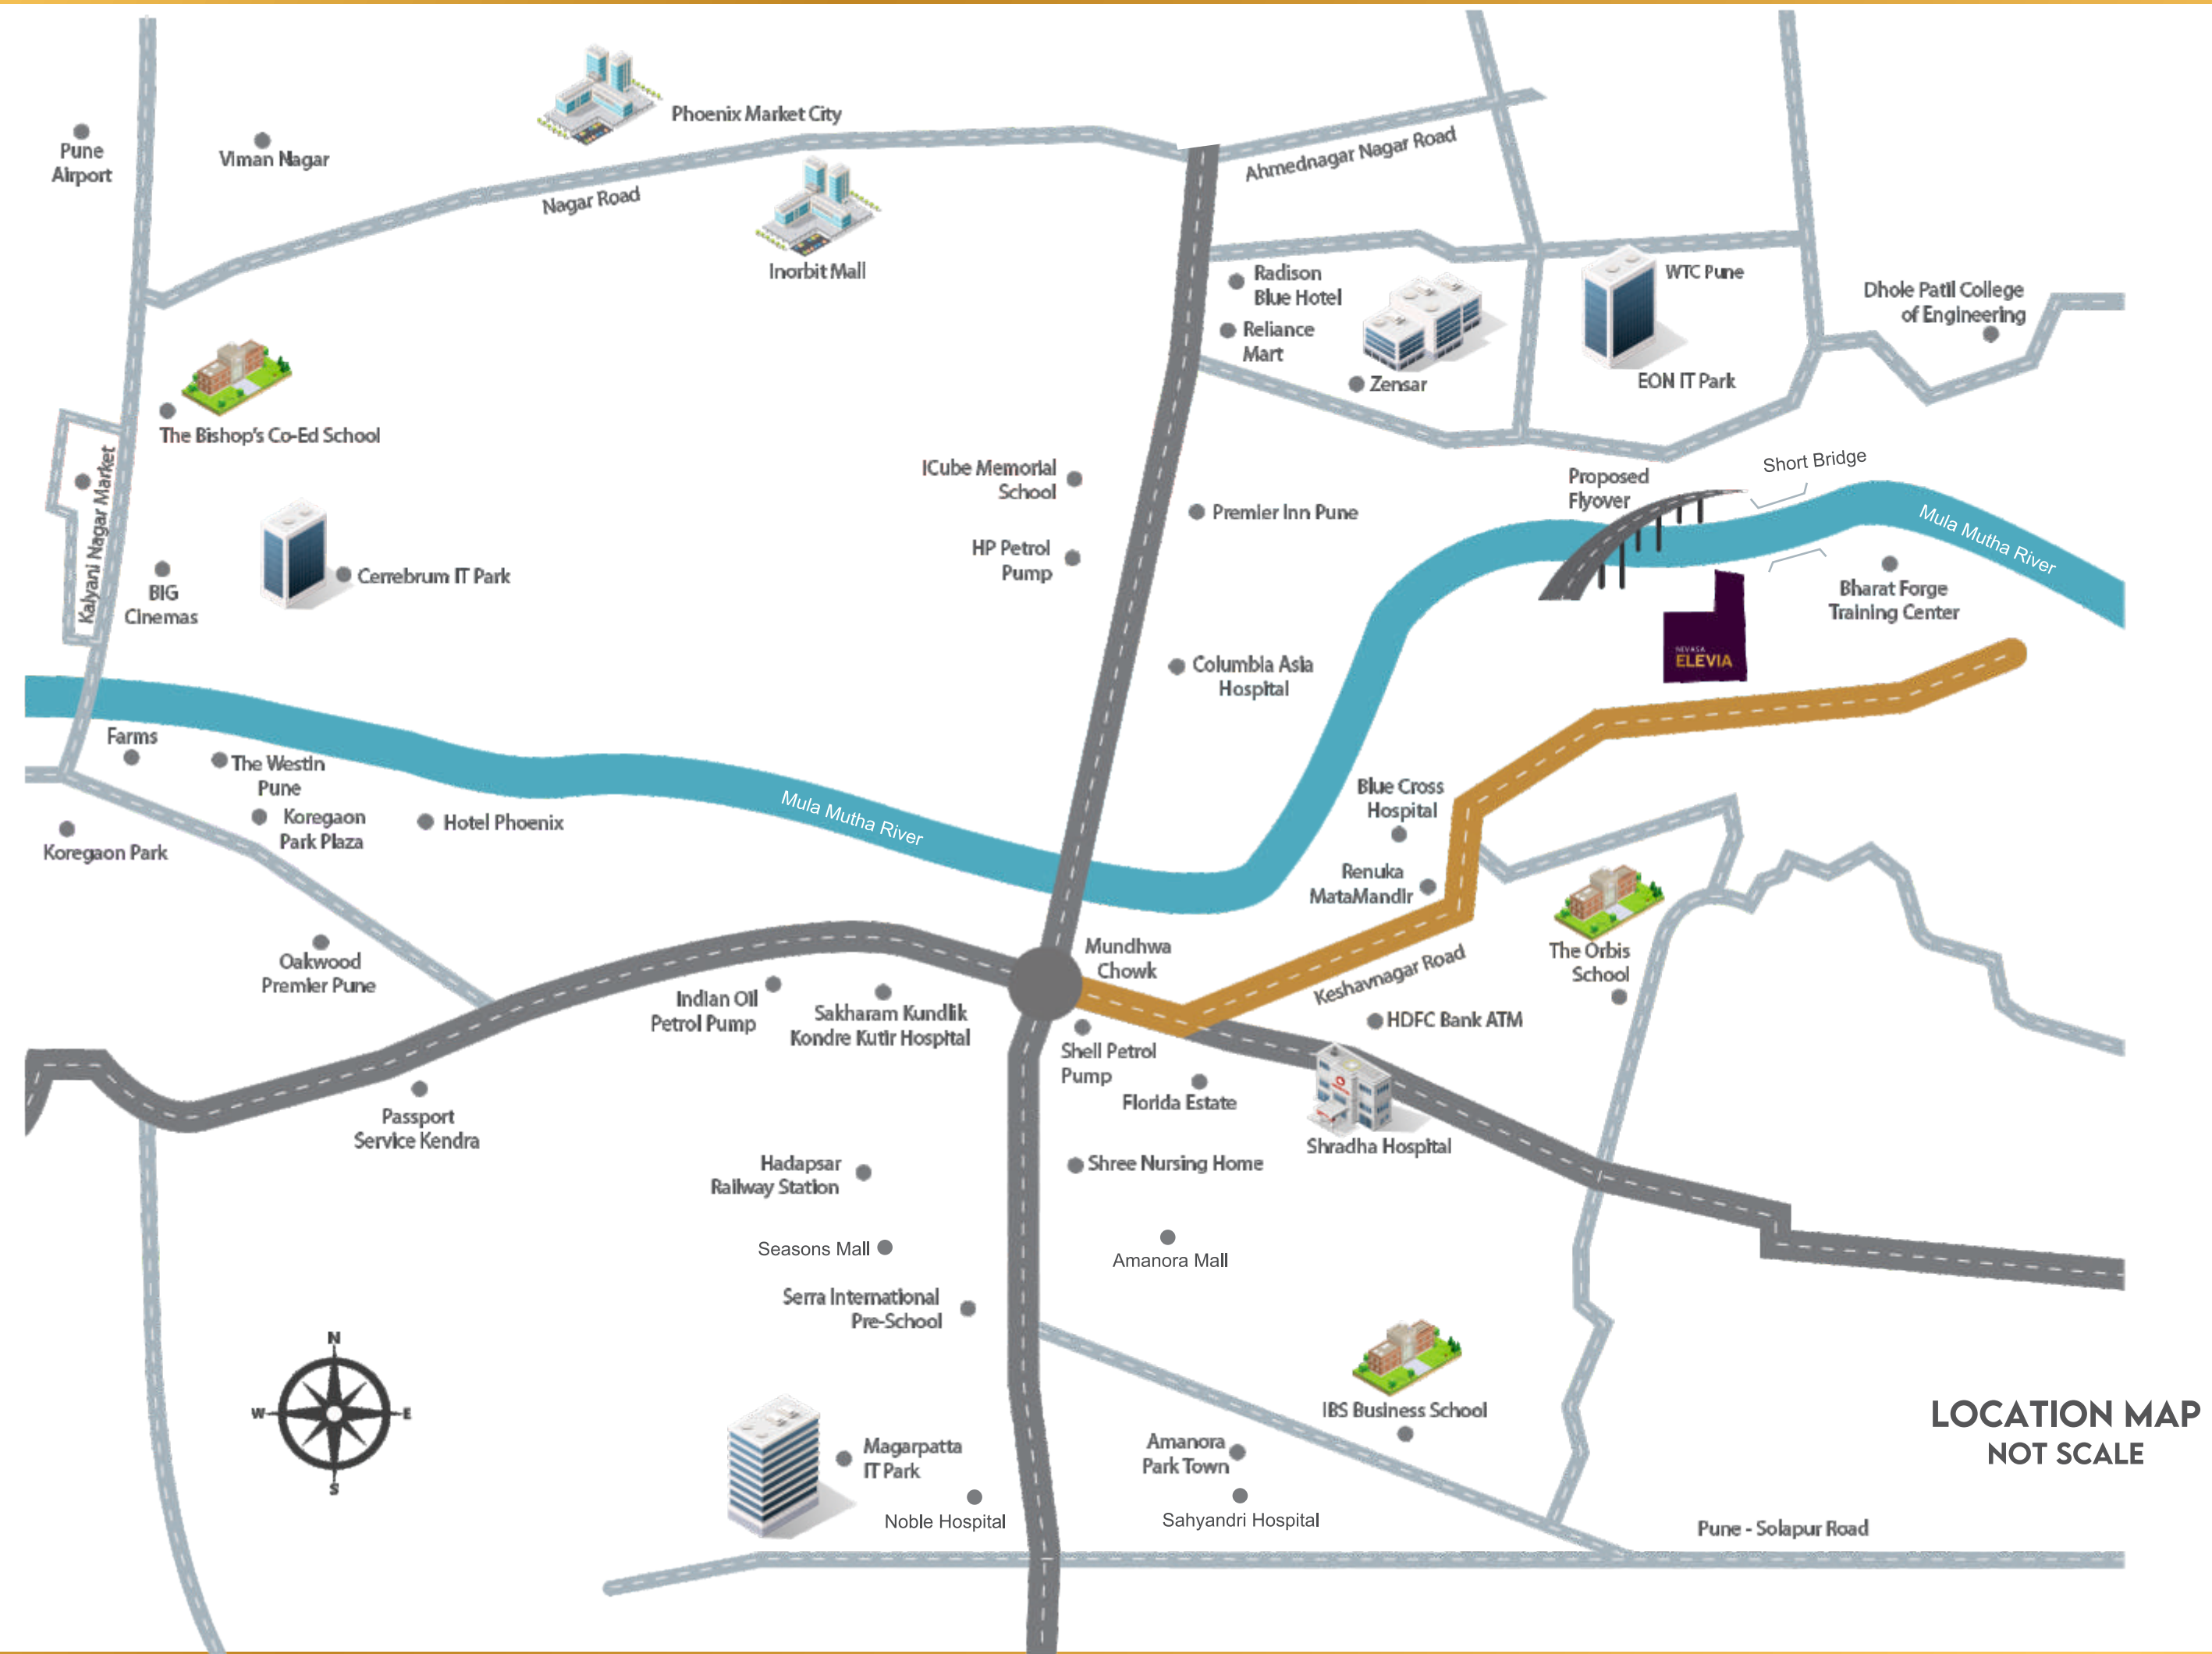 Phoenix Market City
Pune
Airport
Viman Nagar
Nagar Road
Ahmednagar Nagar Road
Inorbit Mall
Radison
Blue Hotel
Reliance
Mart
Zensar
WTC Pune
EON IT Park
Dhole Patil College
of Engineering
The Bishop's Co-Ed School
Kalyani Nagar Market
ICube Memorial
School
Premier Inn Pune
Proposed
Flyover
Short Bridge
Mula Mutha River
HP Petrol
Pump
BIG
Cinemas
Cerrebrum IT Park
Bharat Forge
Training Center
NIVASA
ELEVIA
Columbia Asia
Hospital
Farms
The Westin
Pune
Koregaon
Park Plaza
Hotel Phoenix
Koregaon Park
Mula Mutha River
Blue Cross
Hospital
Renuka
MataMandir
Oakwood
Premier Pune
Indian Oil
Petrol Pump
Sakharam Kundlik
Kondre Kutir Hospital
Mundhwa
Chowk
Keshavnagar Road
The Orbis
School
HDFC Bank ATM
Shell Petrol
Pump
Florida Estate
Shradha Hospital
Passport
Service Kendra
Hadapsar
Railway Station
Shree Nursing Home
Seasons Mall
Amanora Mall
Serra International
Pre-School
N
W
E
S
IBS Business School
Magarpatta
IT Park
Amanora
Park Town
Noble Hospital
Sahyandri Hospital
LOCATION MAP
NOT SCALE
Pune - Solapur Road